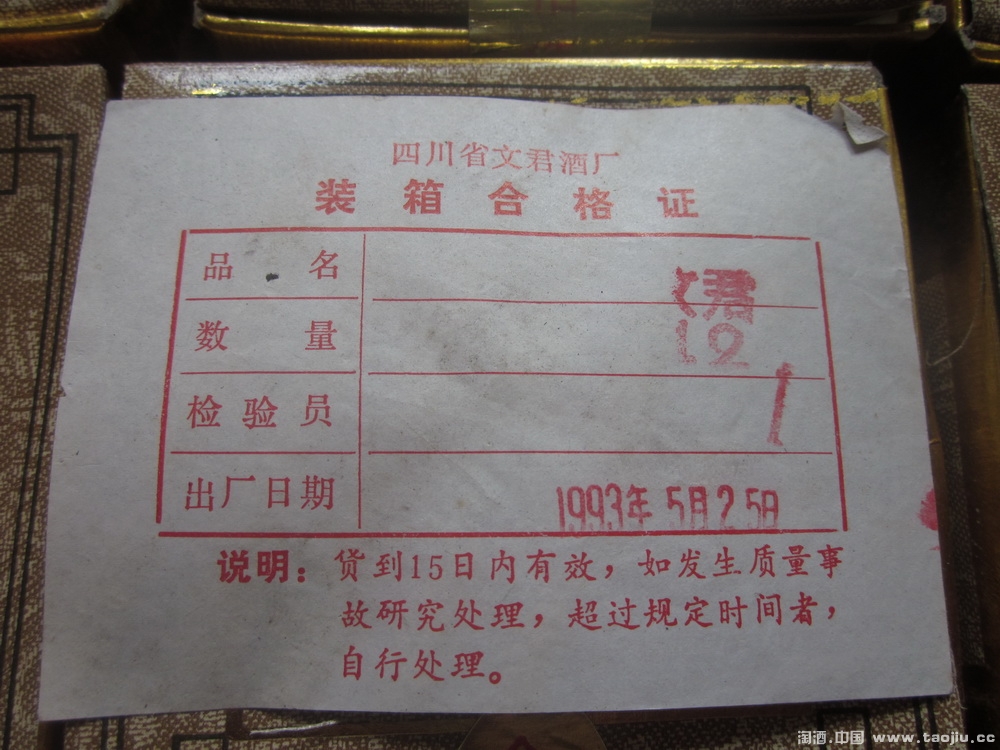 四川省文君酒厂
装箱合格证
品名 文君
数量 12
检验员 1
出厂日期 1993年5月25日
说明：货到15日内有效，如发生质量事
故研究处理，超过规定时间者，
自行处理。
淘酒.中国 www.taojiu.cc